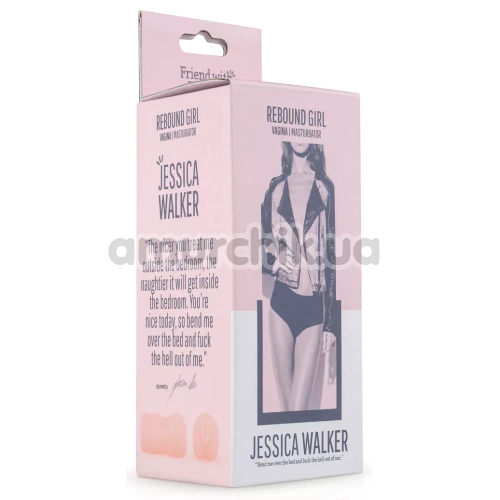 Friend with
REBOUND GIRL
VAGINA | MASTURBATOR
JESSICA
WALKER
"The nicer you treat me
outside the bedroom, the
naughtier it will get inside
the bedroom. You're
nice today, so bend me
over the bed and fuck
the hell out of me."
REBOUND GIRL
VAGINA | MASTURBATOR
JESSICA WALKER
"Bend me over the bed and fuck the hell out of me."
amurchik.ua